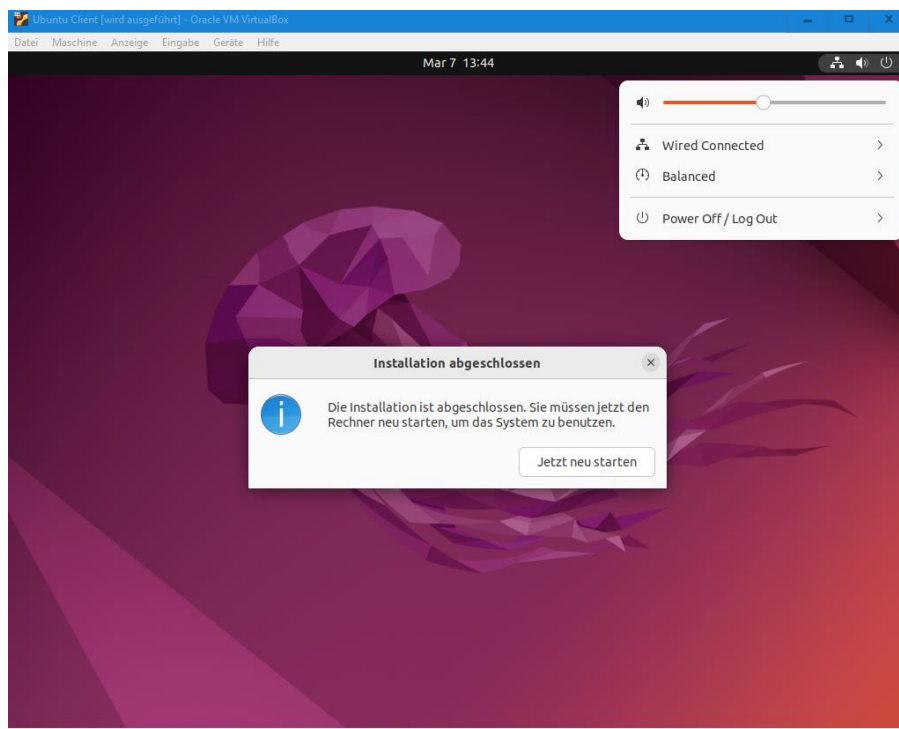 Ubuntu Client [wird ausgeführt] - Oracle VM VirtualBox
Datei Maschine Anzeige Eingabe Geräte Hilfe
Mar 7 13:44
Wired Connected
Balanced
Power Off / Log Out
Installation abgeschlossen
Die Installation ist abgeschlossen. Sie müssen jetzt den
Rechner neu starten, um das System zu benutzen.
Jetzt neu starten